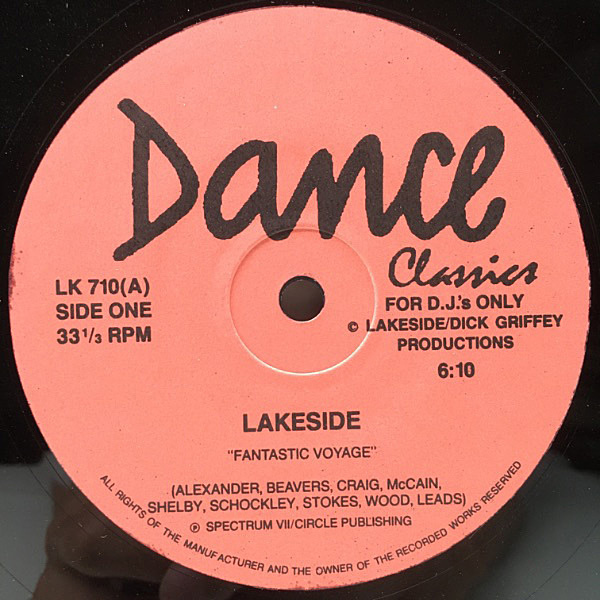 Dance
Classics
LK 710(A)
SIDE ONE
33 1/3 RPM
FOR D.J.'s ONLY
© LAKESIDE/DICK GRIFFEY
PRODUCTIONS
6:10
LAKESIDE
"FANTASTIC VOYAGE"
(ALEXANDER, BEAVERS, CRAIG, McCAIN,
SHELBY, SCHOCKLEY, STOKES, WOOD, LEADS)
℗ SPECTRUM VII/CIRCLE PUBLISHING
ALL RIGHTS OF THE MANUFACTURER AND THE OWNER OF THE RECORDED WORKS RESERVED